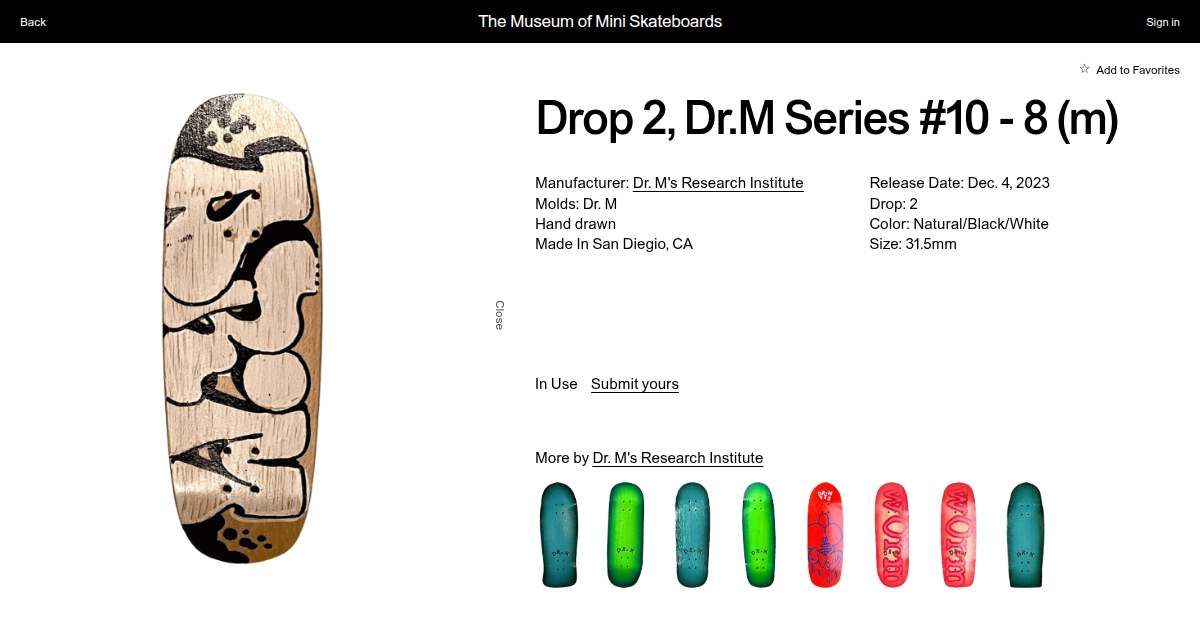 Back
The Museum of Mini Skateboards
Sign in
☆ Add to Favorites
Drop 2, Dr.M Series #10 - 8 (m)
Manufacturer: Dr. M's Research Institute
Molds: Dr. M
Hand drawn
Made In San Diegio, CA
Release Date: Dec. 4, 2023
Drop: 2
Color: Natural/Black/White
Size: 31.5mm
Close
In Use Submit yours
More by Dr. M's Research Institute